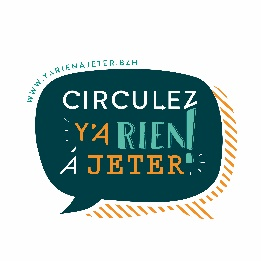 WWW.YARIENAJETER.BZH
CIRCULEZ
Y'A RIEN!
À JETER